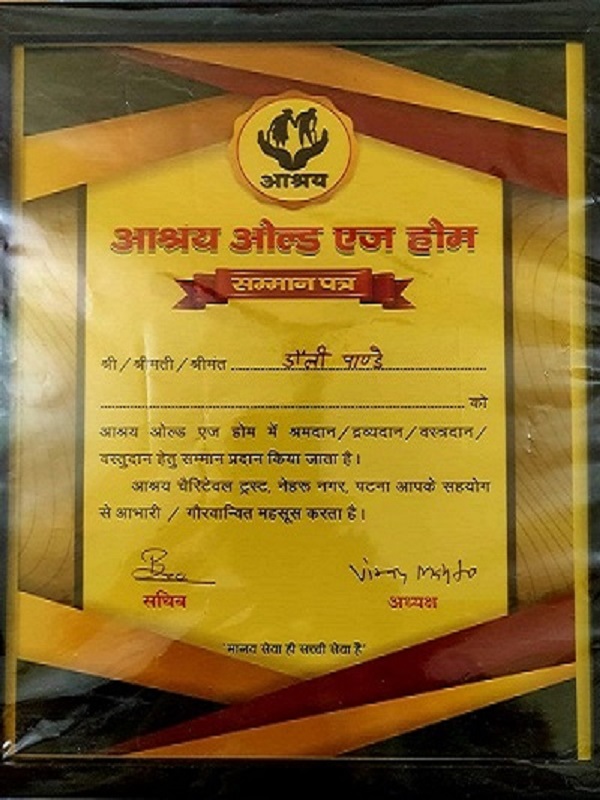 आश्रय
आश्रय ओल्ड एज होम
सम्मान पत्र
श्री / श्रीमती / श्रीमंत डॉली पाण्डे
को
आश्रय ओल्ड एज होम में श्रमदान/द्रव्यदान/वस्त्रदान/
वस्तुदान हेतु सम्मान प्रदान किया जाता है।
आश्रय चैरिटेबल ट्रस्ट, नेहरू नगर, पटना आपके सहयोग
से आभारी / गौरवान्वित महसूस करता है।
सचिव
अध्यक्ष
"मानव सेवा ही सच्ची सेवा है"